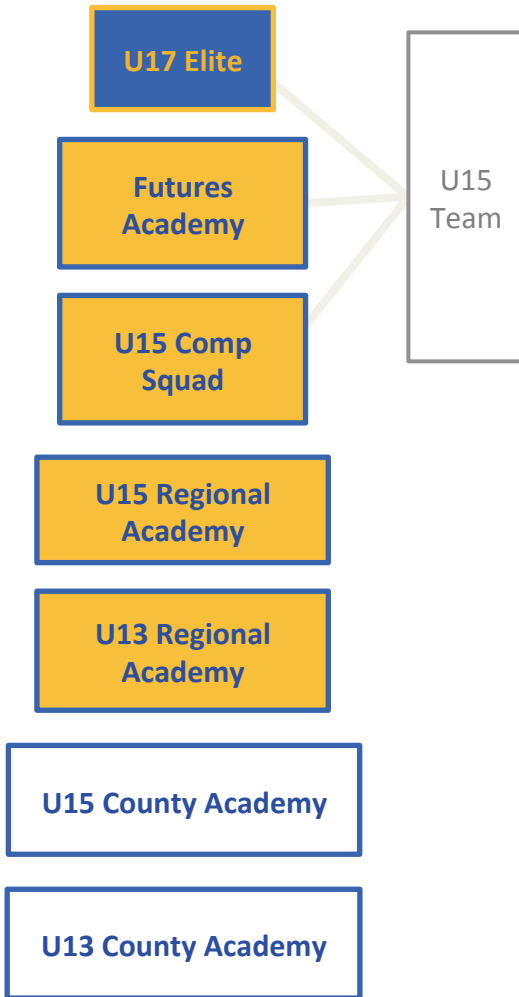 U17 Elite
Futures
Academy
U15
Team
U15 Comp
Squad
U15 Regional
Academy
U13 Regional
Academy
U15 County Academy
U13 County Academy